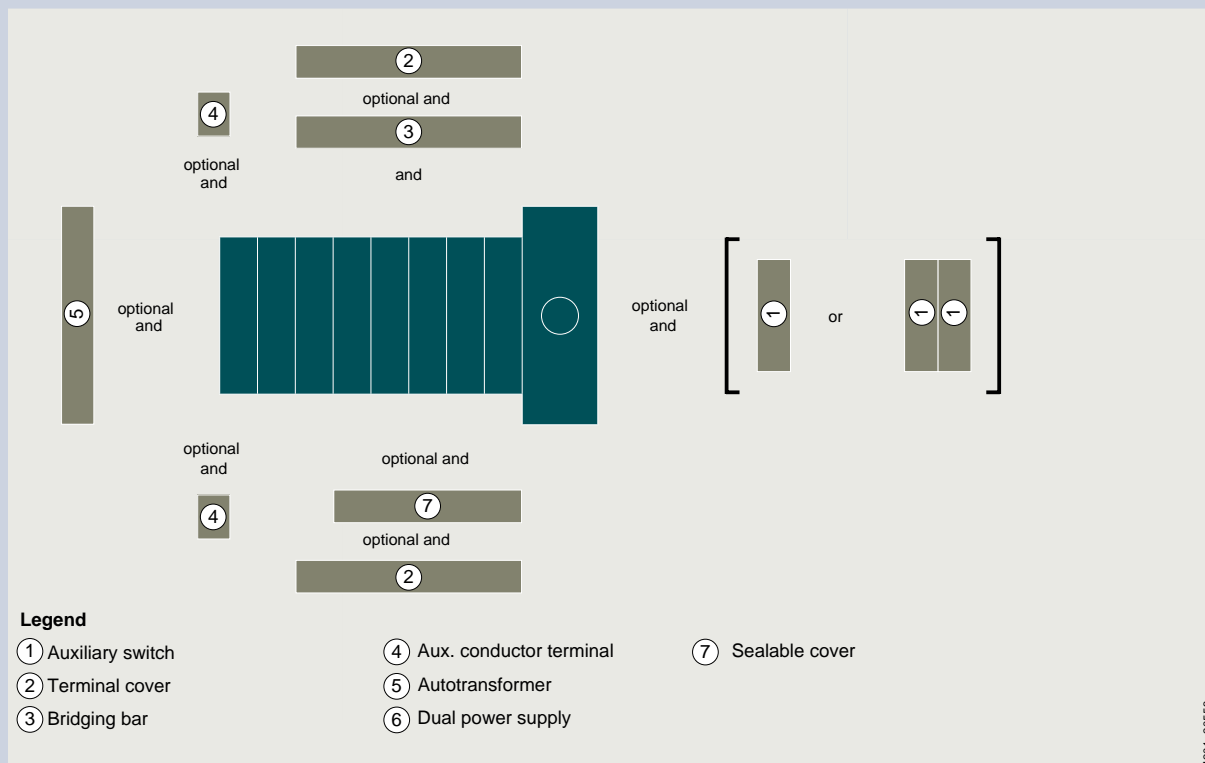 2
optional and
4
3
optional
and
and
5
optional
and
optional
and
1
or
1
1
optional
and
optional and
7
4
optional and
2
Legend
1 Auxiliary switch
4 Aux. conductor terminal
7 Sealable cover
2 Terminal cover
5 Autotransformer
3 Bridging bar
6 Dual power supply